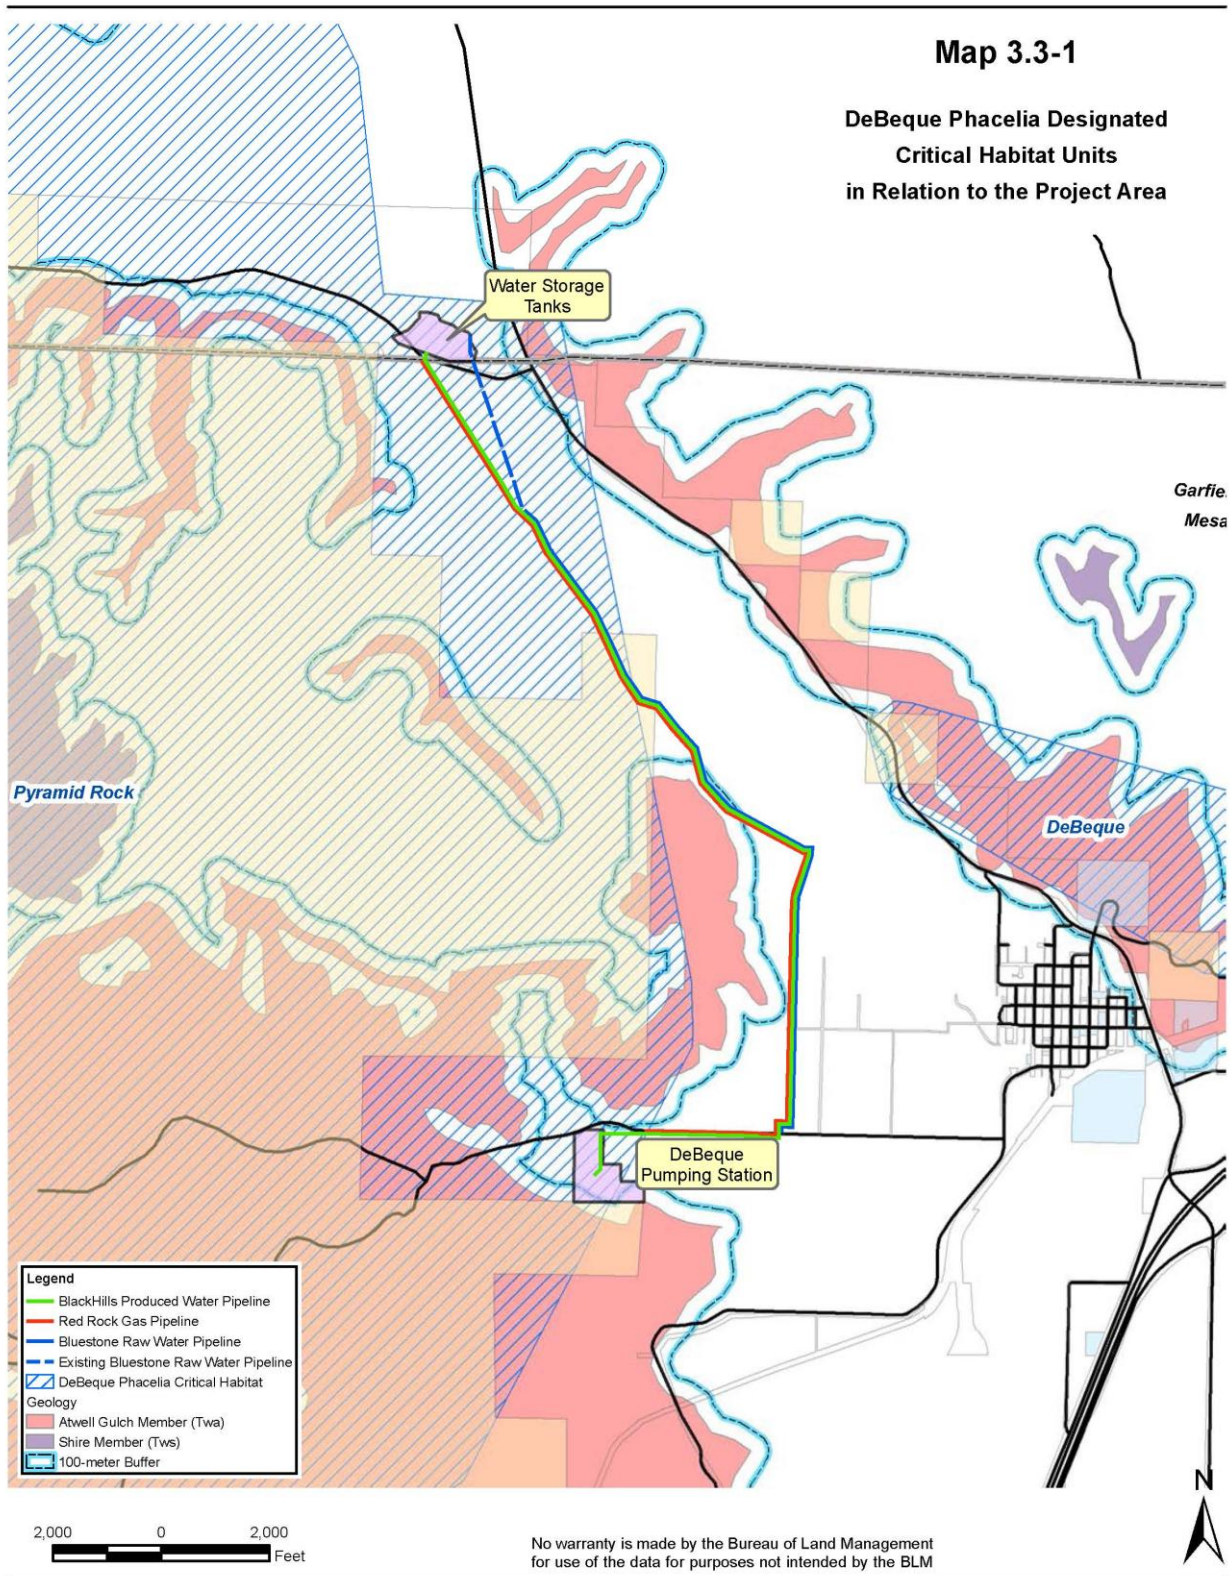 Map 3.3-1
DeBeque Phacelia Designated
Critical Habitat Units
in Relation to the Project Area
Water Storage
Tanks
Garfie
Mesa
Pyramid Rock
DeBeque
DeBeque
Pumping Station
Legend
BlackHills Produced Water Pipeline
Red Rock Gas Pipeline
Bluestone Raw Water Pipeline
Existing Bluestone Raw Water Pipeline
DeBeque Phacelia Critical Habitat
Geology
Atwell Gulch Member (Twa)
Shire Member (Tws)
100-meter Buffer
N
2,000 0 2,000
Feet
No warranty is made by the Bureau of Land Management
for use of the data for purposes not intended by the BLM